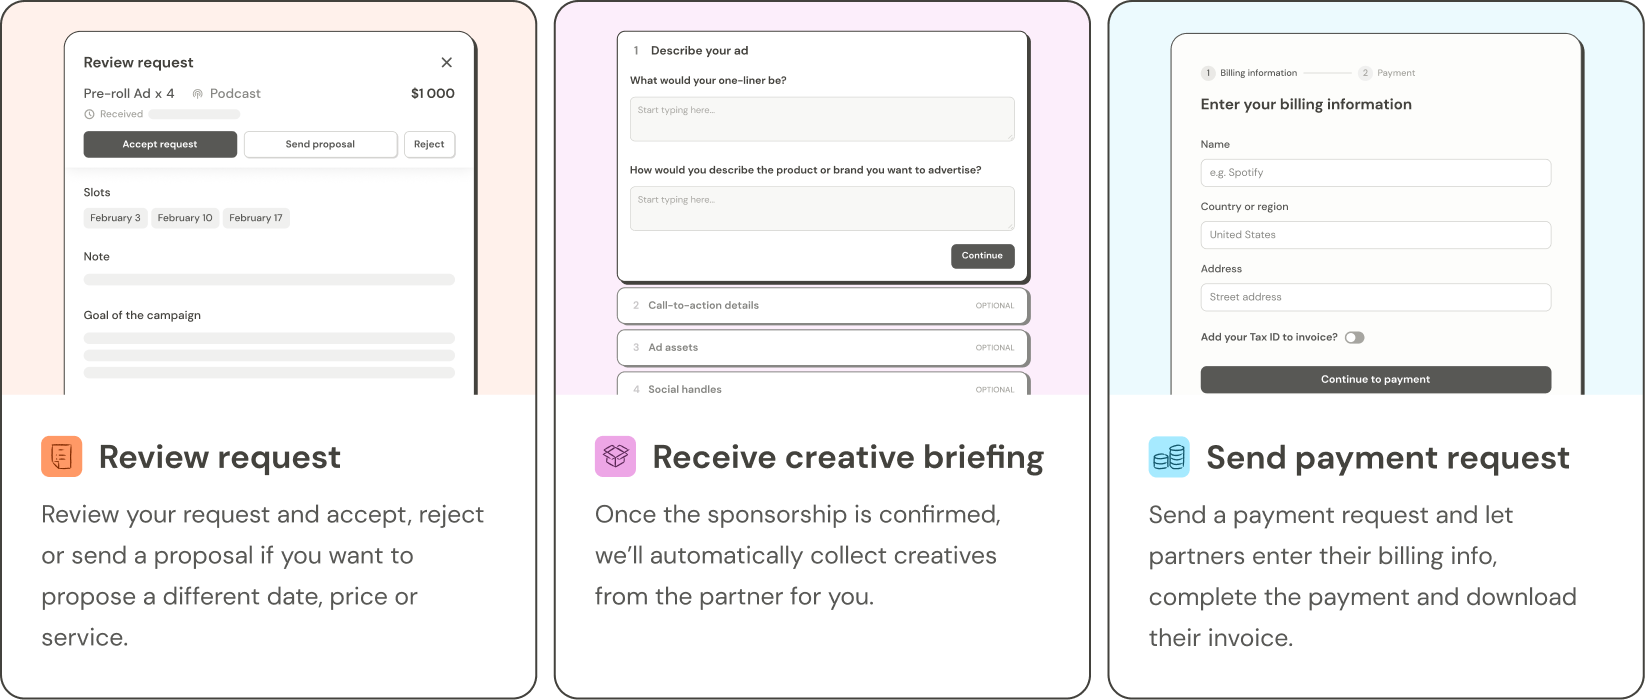 Review request
Pre-roll Ad x 4 Podcast $1 000
Received
Accept request Send proposal Reject
Slots
February 3 February 10 February 17
Note
Goal of the campaign
Review request
Review your request and accept, reject
or send a proposal if you want to
propose a different date, price or
service.
1 Describe your ad
What would your one-liner be?
Start typing here...
How would you describe the product or brand you want to advertise?
Start typing here...
Continue
2 Call-to-action details OPTIONAL
3 Ad assets OPTIONAL
4 Social handles OPTIONAL
Receive creative briefing
Once the sponsorship is confirmed,
we’ll automatically collect creatives
from the partner for you.
1 Billing information 2 Payment
Enter your billing information
Name
e.g. Spotify
Country or region
United States
Address
Street address
Add your Tax ID to invoice?
Continue to payment
Send payment request
Send a payment request and let
partners enter their billing info,
complete the payment and download
their invoice.